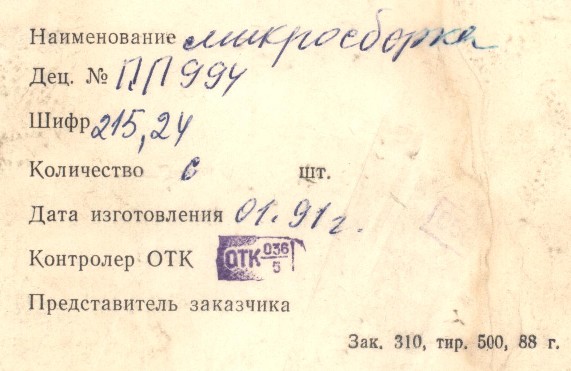 Наименование микросборка
Дец. № ПП994
Шифр 215,24
Количество 6 шт.
Дата изготовления 01.91 г.
Контролер ОТК ОТК 036/5
Представитель заказчика
Зак. 310, тир. 500, 88 г.